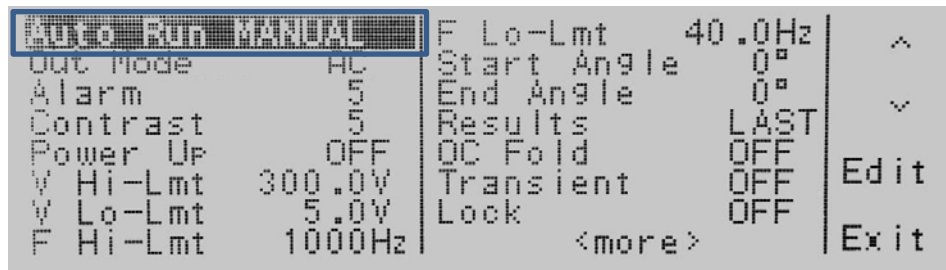 Auto Run MANUAL
Out Mode AC
Alarm 5
Contrast 5
Power Up OFF
V Hi-Lmt 300.0V
V Lo-Lmt 5.0V
F Hi-Lmt 1000Hz
F Lo-Lmt 40.0Hz
Start Angle 0°
End Angle 0°
Results LAST
OC Fold OFF
Transient OFF
Lock OFF
<more>
^
v
Edit
Exit